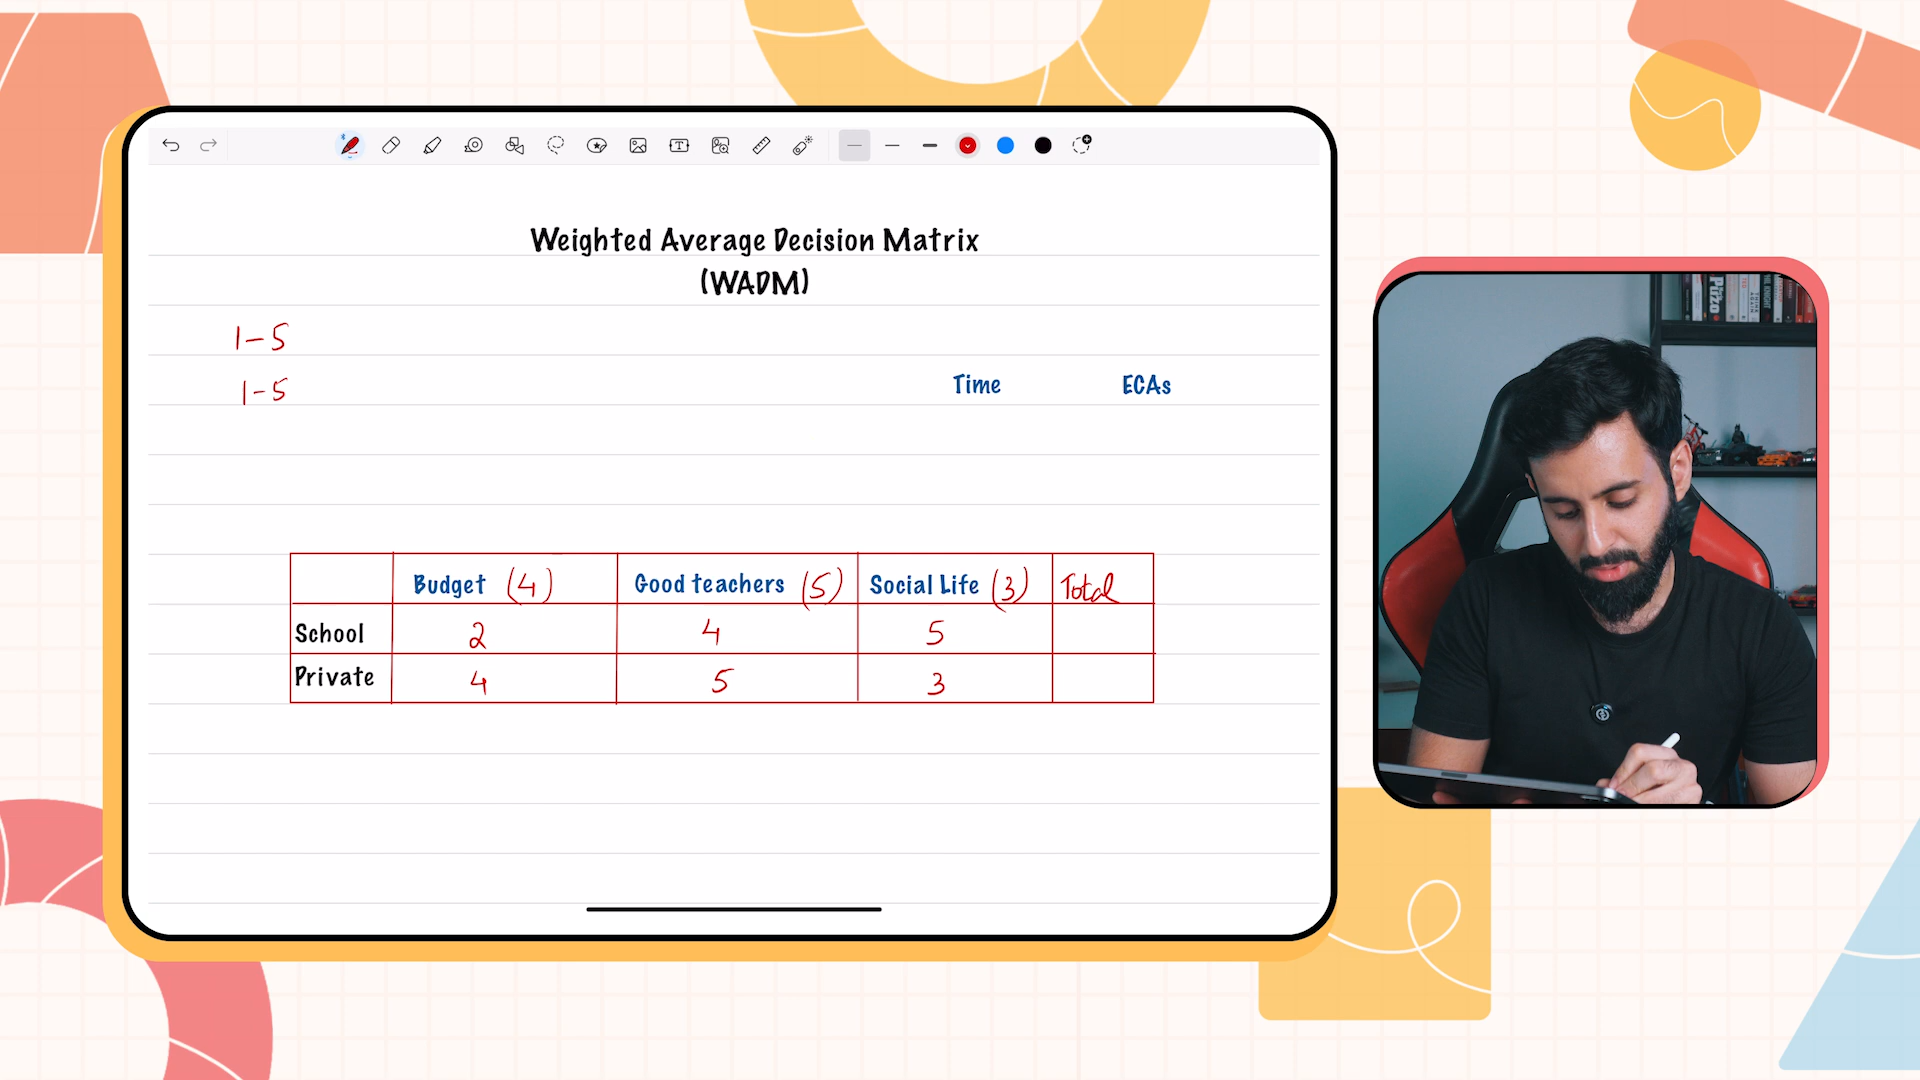 Weighted Average Decision Matrix
(WADM)
1-5
1-5
Time ECAs
Budget (4) Good teachers (5) Social Life (3) Total
School 2 4 5
Private 4 5 3